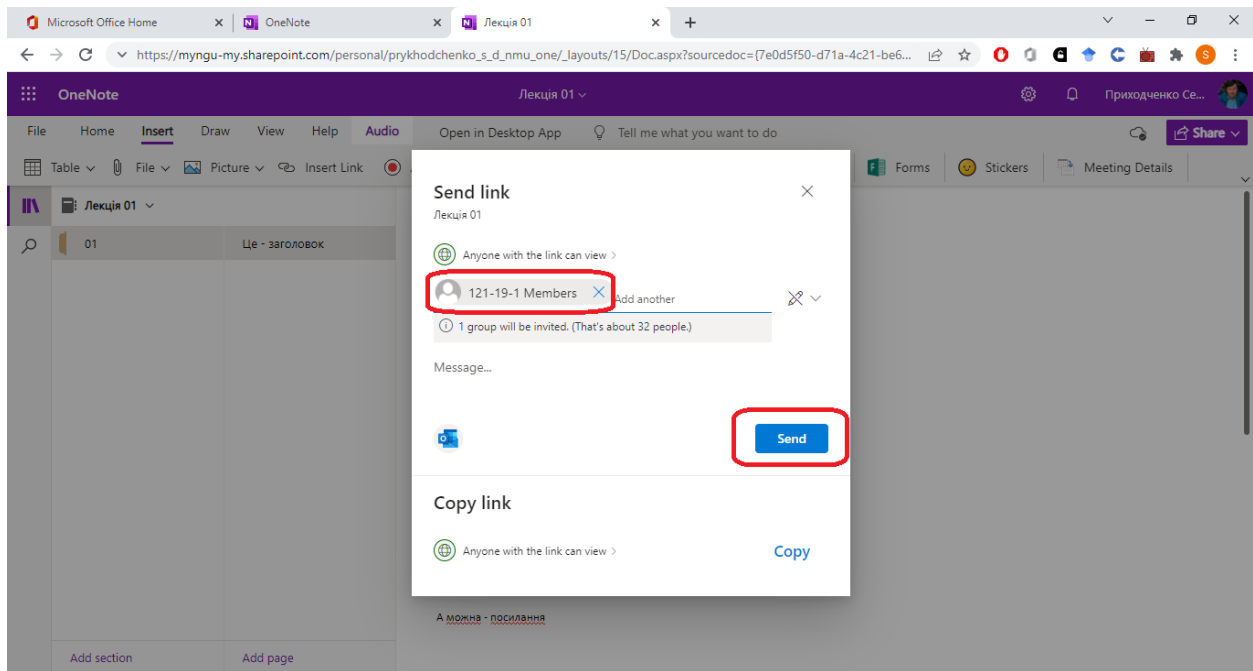 Microsoft Office Home
OneNote
Лекція 01
https://myngu-my.sharepoint.com/personal/prykhodchenko_s_d_nmu_one/_layouts/15/Doc.aspx?sourcedoc={7e0d5f50-d71a-4c21-be6...
S
OneNote
Лекція 01
Приходченко Се...
File Home Insert Draw View Help Audio Open in Desktop App Tell me what you want to do
Share
Table File Picture Insert Link
Forms Stickers Meeting Details
Лекція 01
01 Це - заголовок
Send link
Лекція 01
Anyone with the link can view
121-19-1 Members Add another
1 group will be invited. (That's about 32 people.)
Message...
Send
Copy link
Anyone with the link can view
Copy
А можна - посилання
Add section Add page